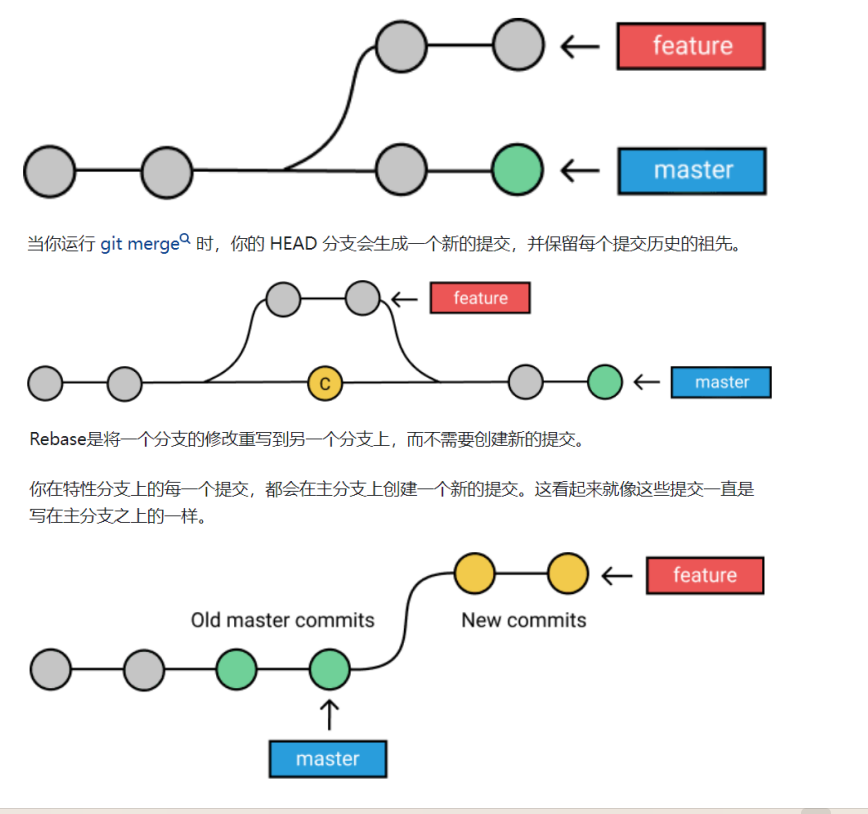 feature
master
当你运行 git merge 时，你的 HEAD 分支会生成一个新的提交，并保留每个提交历史的祖先。
feature
C
master
Rebase是将一个分支的修改重写到另一个分支上，而不需要创建新的提交。
你在特性分支上的每一个提交，都会在主分支上创建一个新的提交。这看起来就像这些提交一直是
写在主分支之上的一样。
feature
Old master commits
New commits
master